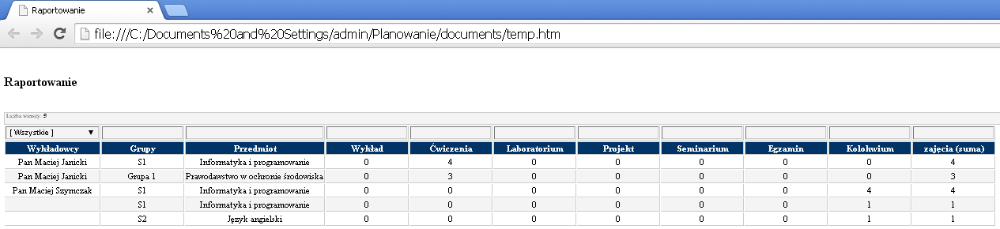 Raportowanie
file:///C:/Documents%20and%20Settings/admin/Planowanie/documents/temp.htm
Raportowanie
Liczba wierszy: 5
[ Wszystkie ]
Wykładowcy Grupy Przedmiot Wykład Ćwiczenia Laboratorium Projekt Seminarium Egzamin Kolokwium zajęcia (suma)
Pan Maciej Janicki S1 Informatyka i programowanie 0 4 0 0 0 0 0 4
Pan Maciej Janicki Grupa 1 Prawodawstwo w ochronie środowiska 0 3 0 0 0 0 0 3
Pan Maciej Szymczak S1 Informatyka i programowanie 0 0 0 0 0 0 4 4
S1 Informatyka i programowanie 0 0 0 0 0 0 1 1
S2 Język angielski 0 0 0 0 0 0 1 1